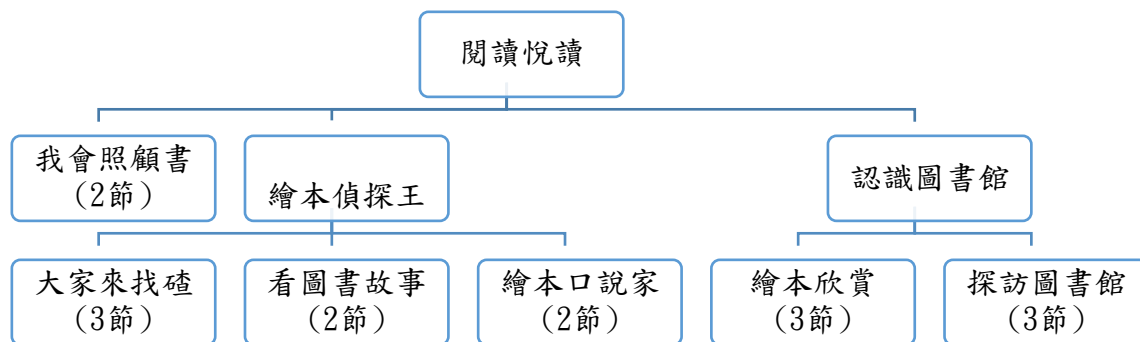 閱讀悅讀
我會照顧書
(2節)
繪本偵探王
認識圖書館
大家來找碴
(3節)
看圖書故事
(2節)
繪本口說家
(2節)
繪本欣賞
(3節)
探訪圖書館
(3節)